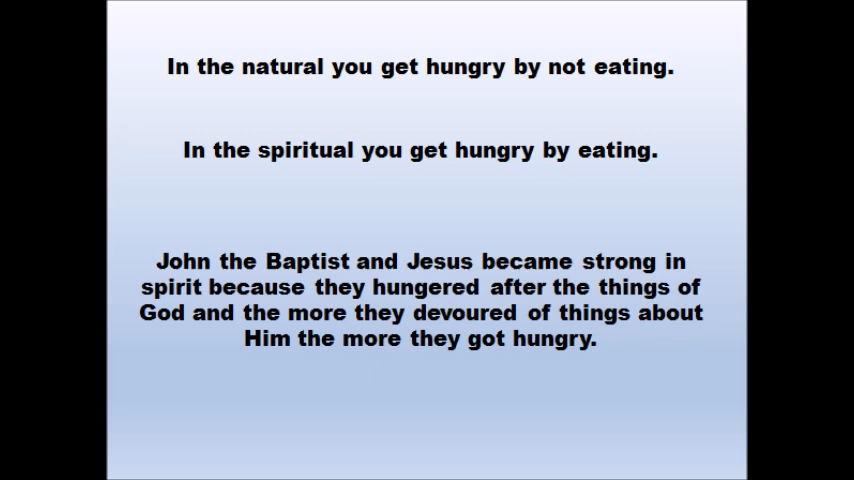 In the natural you get hungry by not eating.
In the spiritual you get hungry by eating.
John the Baptist and Jesus became strong in
spirit because they hungered after the things of
God and the more they devoured of things about
Him the more they got hungry.